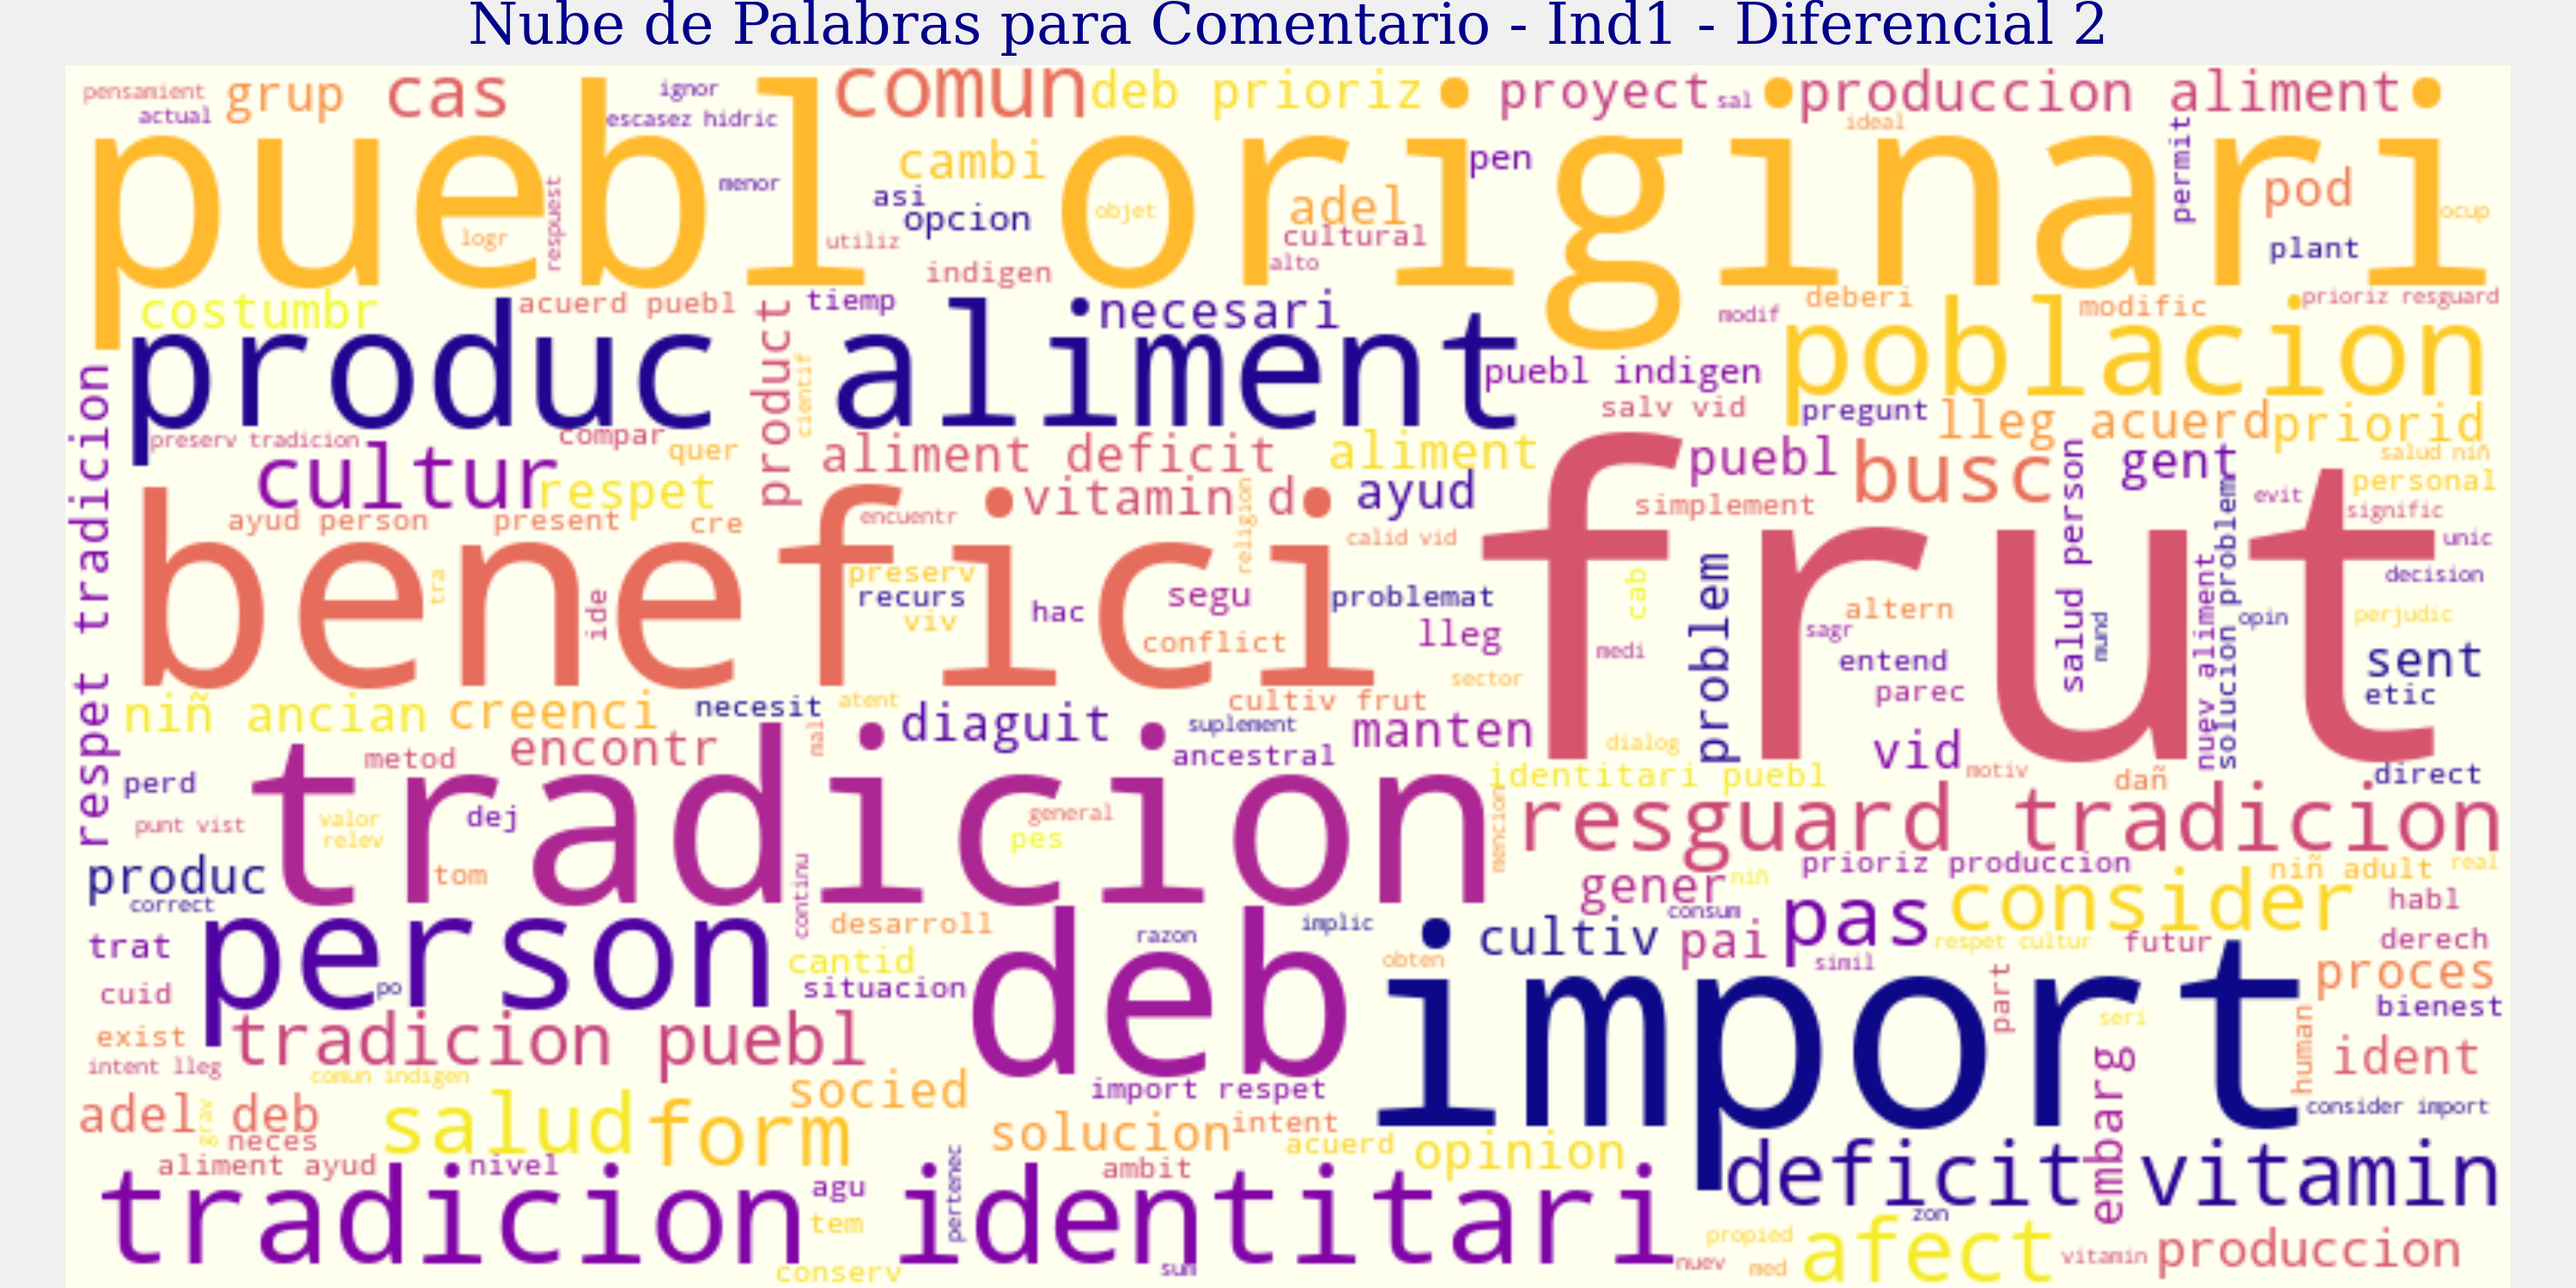 Nube de Palabras para Comentario - Ind1 - Diferencial 2
pensamient
actual
grup
cas
ignor
escasez hidric
comun
deb prioriz
proyect
sal
produccion aliment
ideal
puebl originari
respuest
logr
menor
utiliz
cambi
asi
opcion
indigen
objet
adel
cultural
alto
pen
permit
pod
ocup
plant
costumbr
acuerd puebl
tiemp
necesari
modif
deberi
modific
prioriz resguard
produc aliment
product
cientif
puebl indigen
salv vid
poblacion
pregunt
lleg acuerd
priorid
respet tradicion
preserv tradicion
cultur
compar
quer
respet
aliment deficit
aliment
vitamin d
ayud
puebl
simplement
busc
salud person
gent
solucion problem
salud niñ
personal
evit
signific
unic
decision
ayud person
present
cre
encuentr
religion
calid vid
benefici
frut
tra
ide
preserv
recurs
viv
hac
segu
conflict
problemat
lleg
medi
cab
problem
altern
sagr
entend
parec
mund
nuev aliment
opin
perjudic
sent
etic
niñ ancian
creenci
necesit
atent
sector
cultiv frut
diaguit
suplement
ancestral
manten
dialog
vid
motiv
dañ
direct
metod
encontr
mal
identitari puebl
perd
punt vist
valor
relev
dej
tradicion
general
pes
mencion
resguard tradicion
produc
correct
tom
continu
prioriz produccion
niñ adult
real
gener
niñ
consum
pas
consider
habl
trat
person
po
desarroll
cantid
situacion
razon
implic
deb
obten
cultiv
pai
simil
respet cultur
futur
derech
proces
bienest
cuid
exist
intent lleg
tradicion puebl
comun indigen
import
part
seri
human
ident
consider import
adel deb
grav
neces
salud
form
socied
import respet
solucion
intent
acuerd
opinion
embarg
deficit vitamin
aliment ayud
nivel
ambit
tradicion identitari
agu
tem
pertenec
conserv
sum
nuev
propied
med
afect
zon
vitamin
produccion